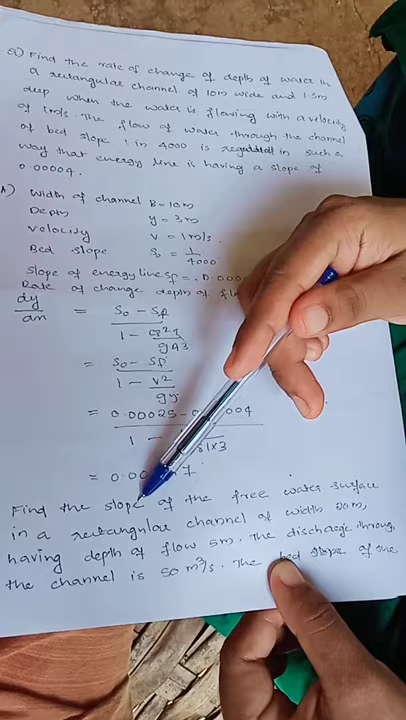 Q) Find the rate of change of depth of water in
a rectangular channel of 10m wide and 1.5m
deep when the water is flowing with a velocity
of 1m/s. The flow of water through the channel
of bed slope 1 in 4000 is regulated in such a
way that energy line is having a slope of
0.00004.
A) Width of channel B = 10m
Depth y = 3m
Velocity V = 1m/s.
Bed slope S0 = 1/4000
Slope of energy line Sf = .0.000
Rate of change depth of
dy/dx = S0 - Sf / 1 - Q²T/gA3
= S0 - Sf / 1 - V²/gy
= 0.00025 - 004 / 1 - 81x3
= 0.00 7
Find the slope of the free water surface
in a rectangular channel of width 20m,
having depth of flow 5m. The discharge through
the channel is 50 m³/s. The bed slope of the